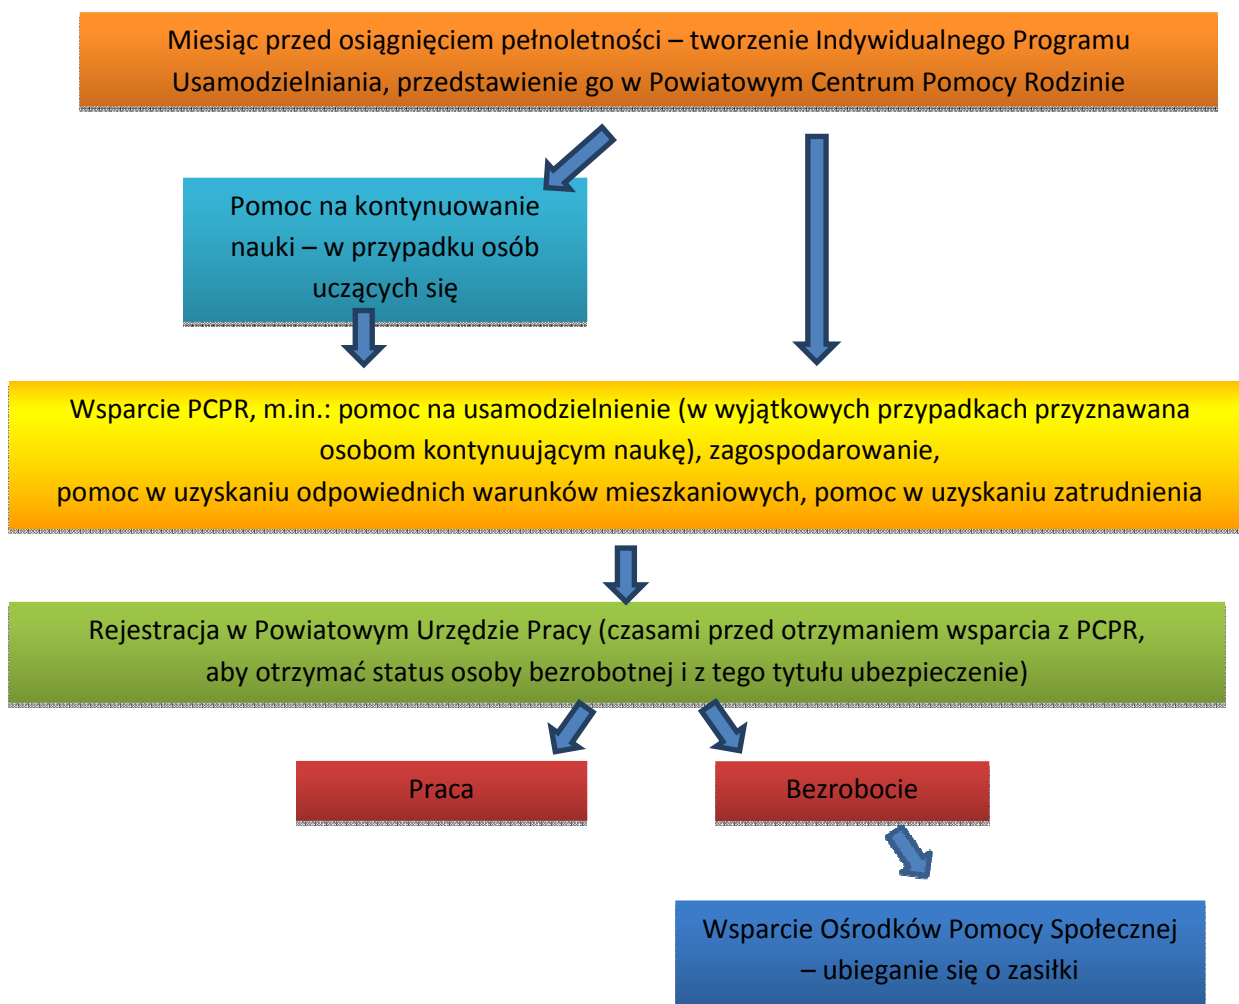 Miesiąc przed osiągnięciem pełnoletności – tworzenie Indywidualnego Programu
Usamodzielniania, przedstawienie go w Powiatowym Centrum Pomocy Rodzinie
Pomoc na kontynuowanie
nauki – w przypadku osób
uczących się
Wsparcie PCPR, m.in.: pomoc na usamodzielnienie (w wyjątkowych przypadkach przyznawana
osobom kontynuującym naukę), zagospodarowanie,
pomoc w uzyskaniu odpowiednich warunków mieszkaniowych, pomoc w uzyskaniu zatrudnienia
Rejestracja w Powiatowym Urzędzie Pracy (czasami przed otrzymaniem wsparcia z PCPR,
aby otrzymać status osoby bezrobotnej i z tego tytułu ubezpieczenie)
Praca
Bezrobocie
Wsparcie Ośrodków Pomocy Społecznej
– ubieganie się o zasiłki